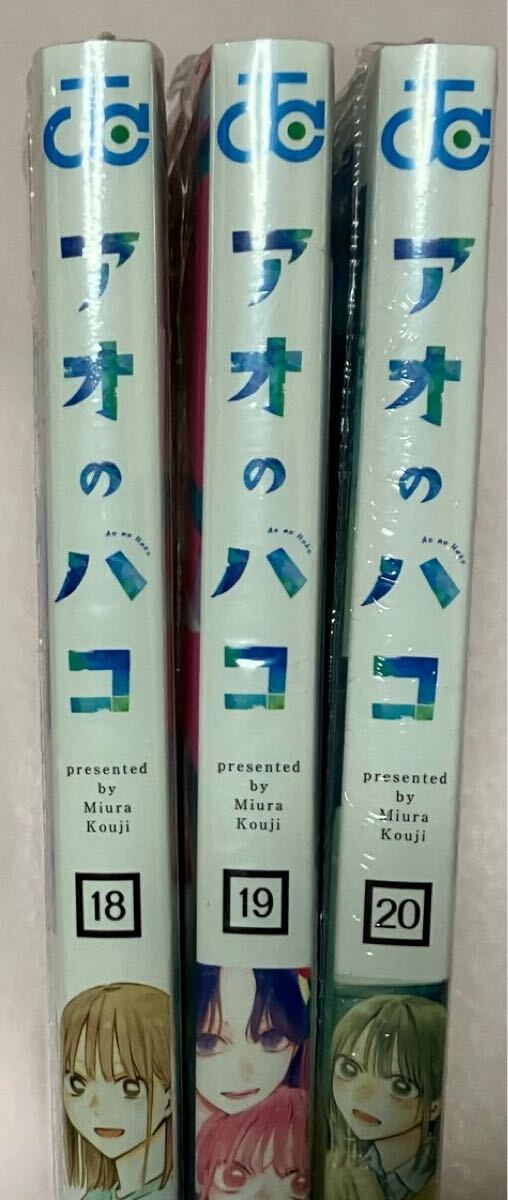 アオのハコ
Ao no Hako
presented
by
Miura
Kouji
18
アオのハコ
Ao no Hako
presented
by
Miura
Kouji
19
アオのハコ
Ao no Hako
presented
by
Miura
Kouji
20